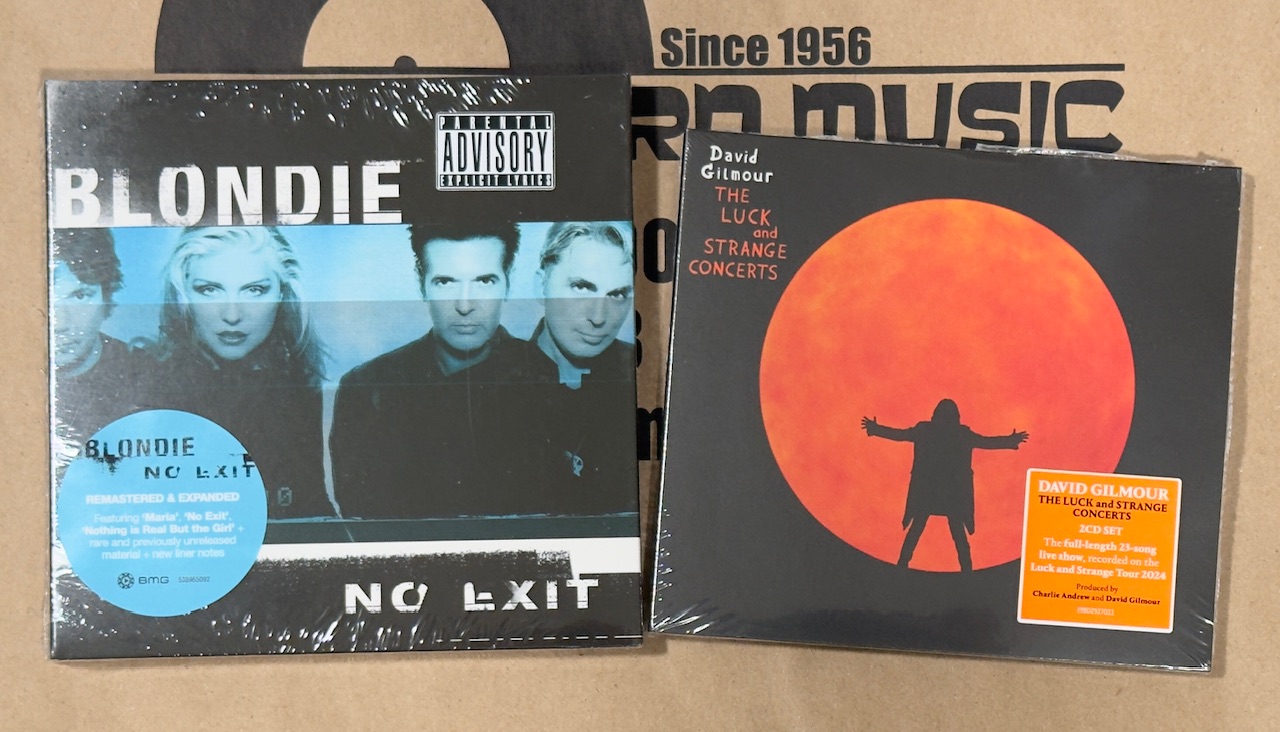 Since 1956
RN MUSIC
BLONDIE
PARENTAL
ADVISORY
EXPLICIT LYRICS
BLONDIE
NO EXIT
REMASTERED & EXPANDED
Featuring 'Maria', 'No Exit',
'Nothing is Real But the Girl' +
rare and previously unreleased
material + new liner notes
BMG 538965092
NO EXIT
David
Gilmour
THE
LUCK
and
STRANGE
CONCERTS
DAVID GILMOUR
THE LUCK and STRANGE
CONCERTS
2CD SET
The full-length 23-song
live show, recorded on the
Luck and Strange Tour 2024
Produced by
Charlie Andrew and David Gilmour